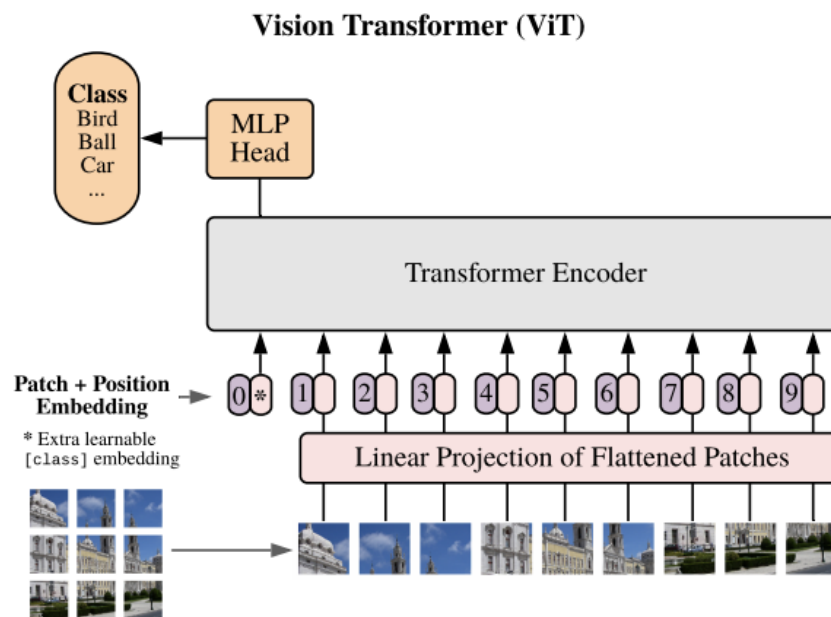 Vision Transformer (ViT)
Class
Bird
Ball
Car
...
MLP
Head
Transformer Encoder
Patch + Position
Embedding
0 * 1 2 3 4 5 6 7 8 9
* Extra learnable
[class] embedding
Linear Projection of Flattened Patches